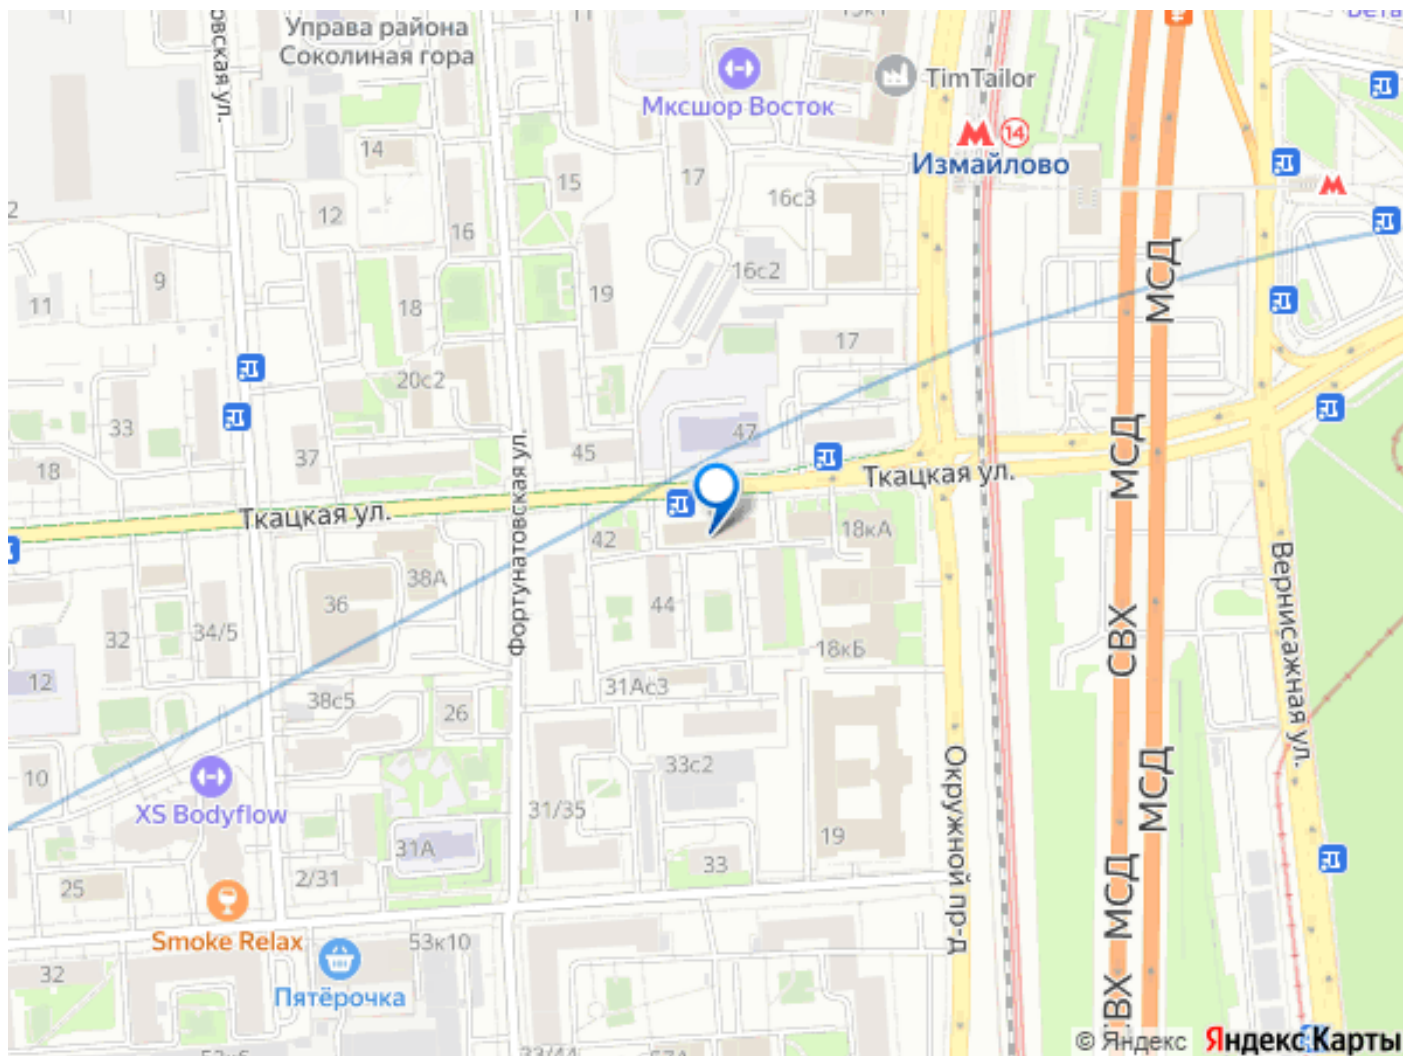 Управа района
Соколиная гора
овская ул.
Мксшор Восток
TimTailor
14
Измайлово
14
12
16
15
17
16с3
2
9
11
18
19
16с2
МСД
17
20с2
33
18
37
45
47
МСД
Ткацкая ул.
Ткацкая ул.
Фортунатовская ул.
42
18кА
38А
36
44
32
34/5
18кБ
СВХ
Вернисажная ул.
12
31Ас3
38с5
26
10
33с2
МСД
Окружной пр-д
XS Bodyflow
31/35
19
31А
33
2/31
25
МСД
Smoke Relax
53к10
32
Пятёрочка
© Яндекс
Яндекс Карты